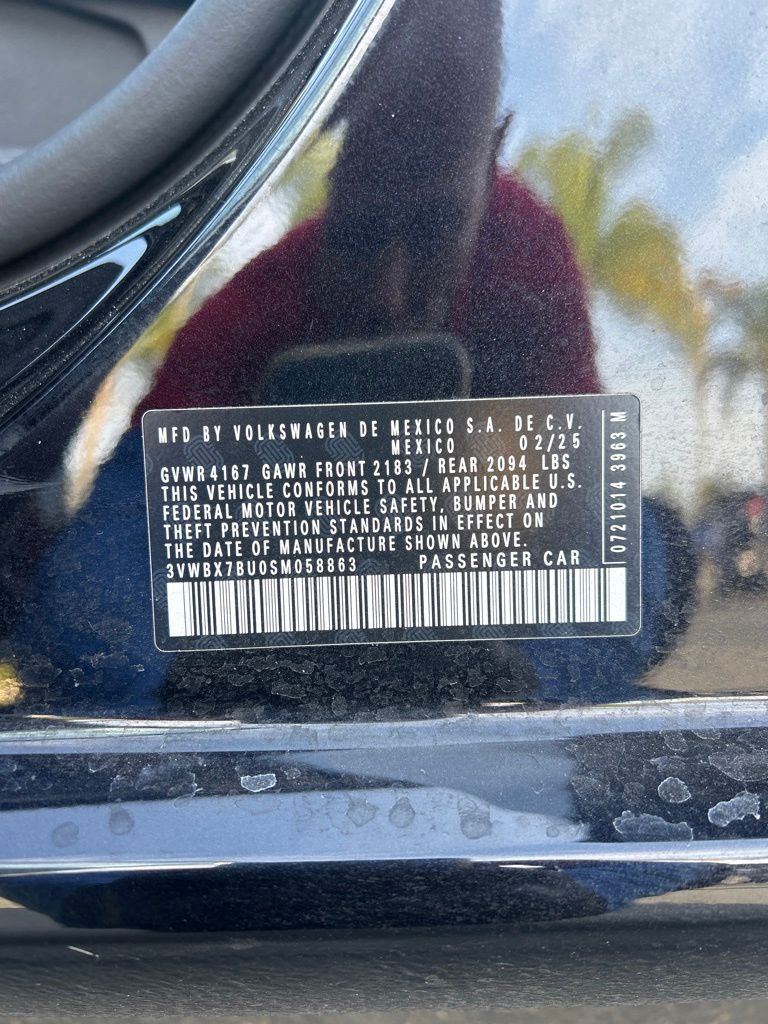 MFD BY VOLKSWAGEN DE MEXICO S.A. DE C.V.
MEXICO 02/25
GVWR 4167 GAWR FRONT 2183 / REAR 2094 LBS
THIS VEHICLE CONFORMS TO ALL APPLICABLE U.S.
FEDERAL MOTOR VEHICLE SAFETY, BUMPER AND
THEFT PREVENTION STANDARDS IN EFFECT ON
THE DATE OF MANUFACTURE SHOWN ABOVE.
3VWBX7BU0SM058863 PASSENGER CAR
0721014 3963 M